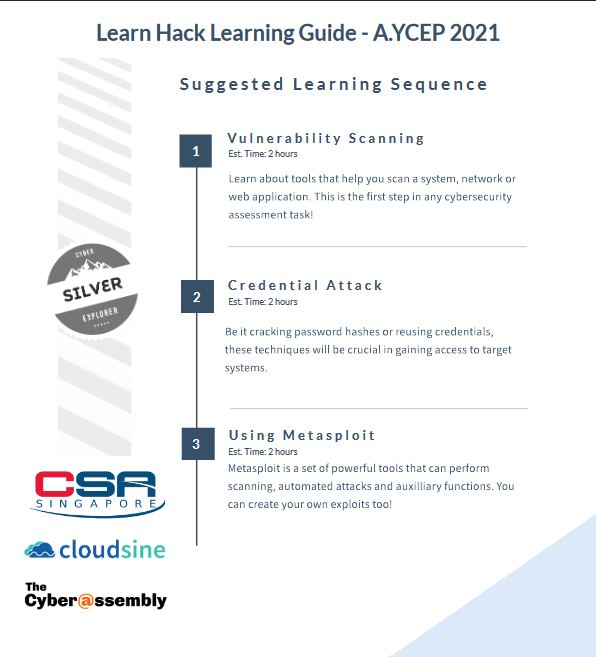 Learn Hack Learning Guide - A.YCEP 2021
Suggested Learning Sequence
1
Vulnerability Scanning
Est. Time: 2 hours
Learn about tools that help you scan a system, network or
web application. This is the first step in any cybersecurity
assessment task!
CYBER
SILVER
EXPLORER
2
Credential Attack
Est. Time: 2 hours
Be it cracking password hashes or reusing credentials,
these techniques will be crucial in gaining access to target
systems.
3
Using Metasploit
Est. Time: 2 hours
Metasploit is a set of powerful tools that can perform
scanning, automated attacks and auxilliary functions. You
can create your own exploits too!
CSA
SINGAPORE
cloudsine
The
Cyber@ssembly